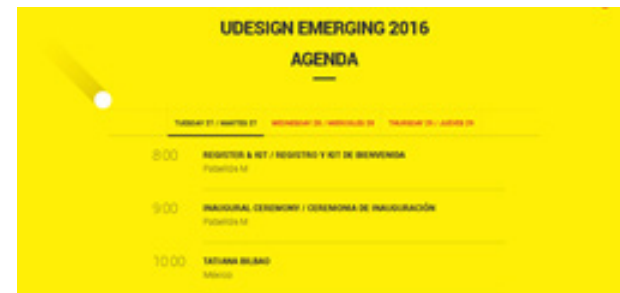 UDESIGN EMERGING 2016
AGENDA
TUESDAY 27 / MARTES 27 WEDNESDAY 28 / MIERCOLES 28 THURSDAY 29 / JUEVES 29
8:00 REGISTER & KIT / REGISTRO Y KIT DE BIENVENIDA
Pabellón M
9:00 INAUGURAL CEREMONY / CEREMONIA DE INAUGURACIÓN
Pabellón M
10:00 TATIANA BILBAO
México